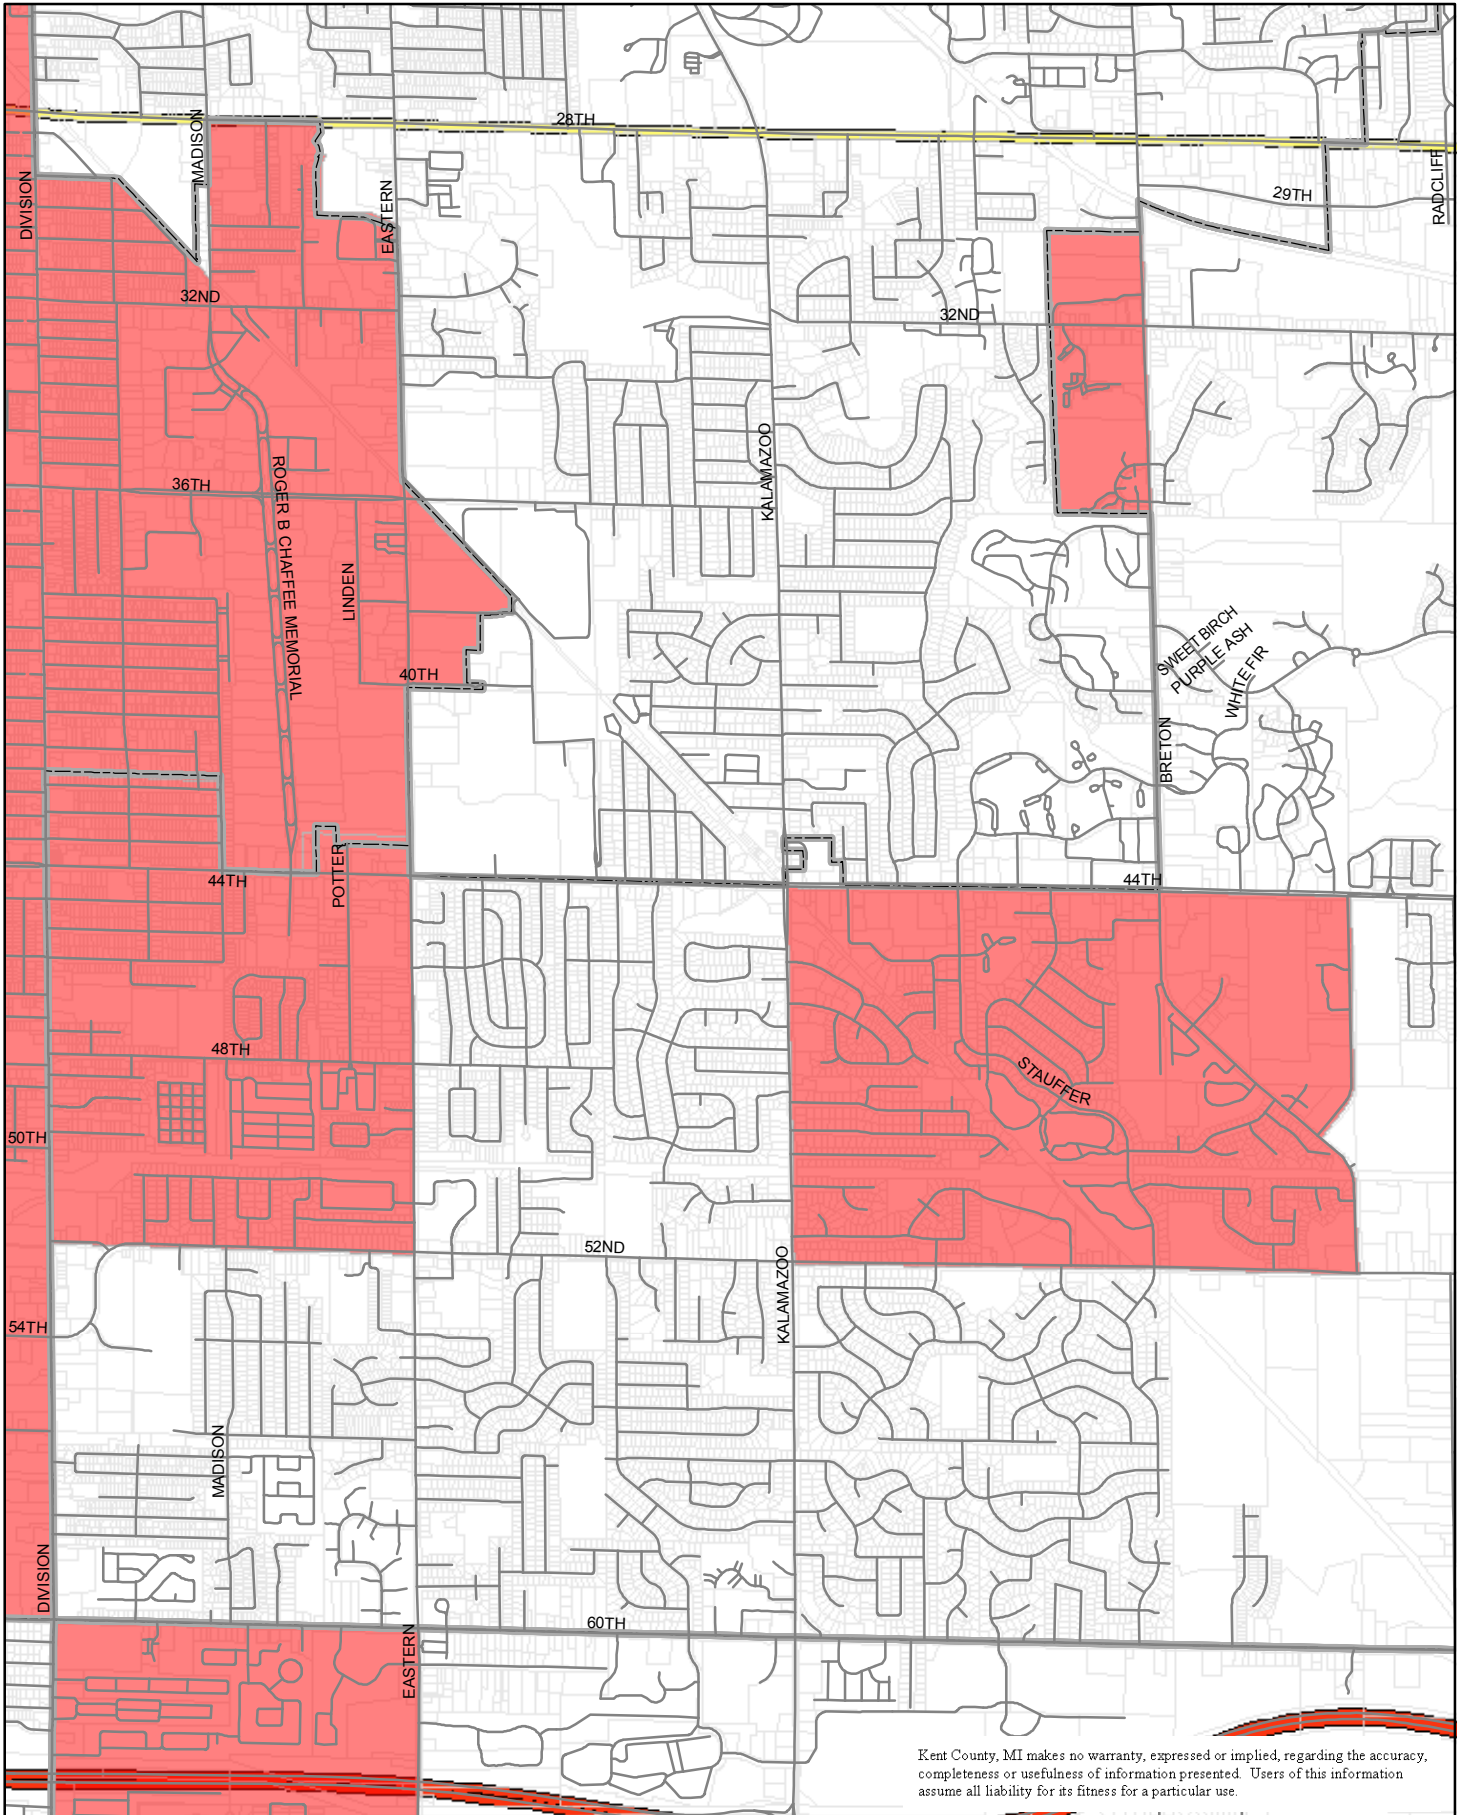 28TH
MADISON
DIVISION
EASTERN
29TH
RADCLIFF
32ND
32ND
KALAMAZOO
36TH
ROGER B CHAFFEE MEMORIAL
LINDEN
40TH
SWEET BIRCH
PURPLE ASH
WHITE FIR
BRETON
POTTER
44TH
44TH
48TH
STAUFFER
50TH
52ND
KALAMAZOO
54TH
MADISON
DIVISION
60TH
EASTERN
Kent County, MI makes no warranty, expressed or implied, regarding the accuracy,
completeness or usefulness of information presented. Users of this information
assume all liability for its fitness for a particular use.